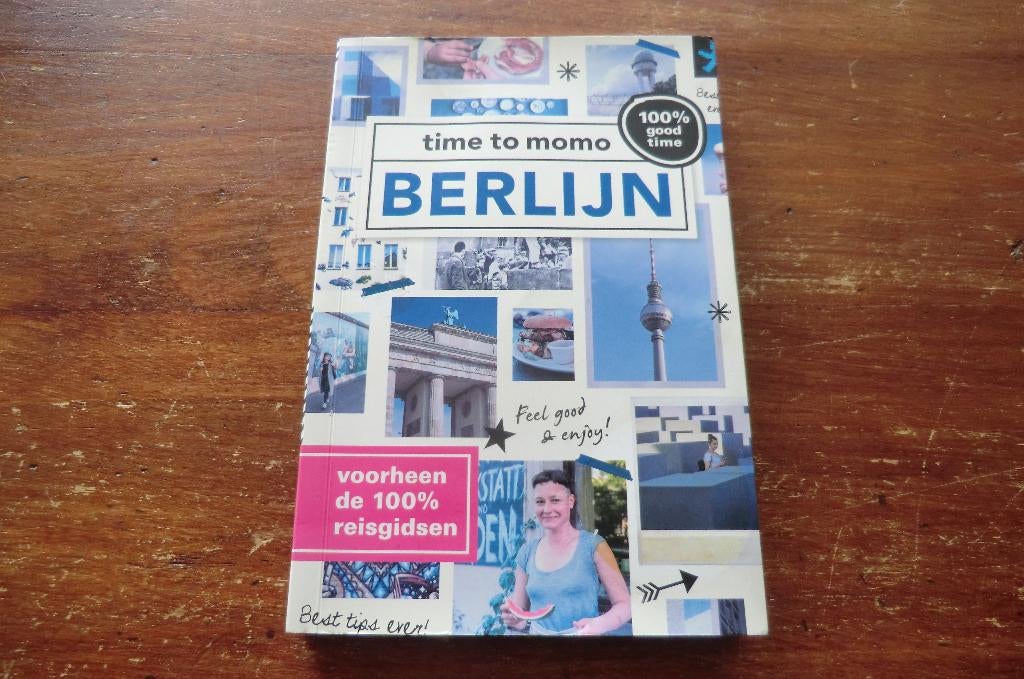 100%
good
time
time to momo
BERLIJN
Feel good
& enjoy!
voorheen
de 100%
reisgidsen
Best tips ever!